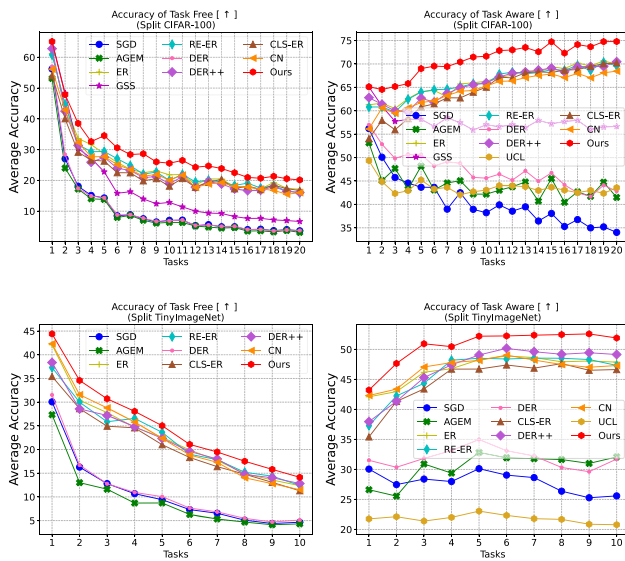 Accuracy of Task Free [ ↑ ]
(Split CIFAR-100)
Average Accuracy
60
50
40
30
20
10
SGD
AGEM
ER
GSS
RE-ER
DER
DER++
CLS-ER
CN
Ours
1 2 3 4 5 6 7 8 9 10 11 12 13 14 15 16 17 18 19 20
Tasks
Accuracy of Task Aware [ ↑ ]
(Split CIFAR-100)
Average Accuracy
75
70
65
60
55
50
45
40
35
SGD
AGEM
ER
GSS
RE-ER
DER
DER++
UCL
CLS-ER
CN
Ours
1 2 3 4 5 6 7 8 9 10 11 12 13 14 15 16 17 18 19 20
Tasks
Accuracy of Task Free [ ↑ ]
(Split TinyImageNet)
Average Accuracy
45
40
35
30
25
20
15
10
5
SGD
AGEM
ER
RE-ER
DER
CLS-ER
DER++
CN
Ours
1 2 3 4 5 6 7 8 9 10
Tasks
Accuracy of Task Aware [ ↑ ]
(Split TinyImageNet)
Average Accuracy
50
45
40
35
30
25
20
SGD
AGEM
ER
RE-ER
DER
CLS-ER
DER++
CN
UCL
Ours
1 2 3 4 5 6 7 8 9 10
Tasks